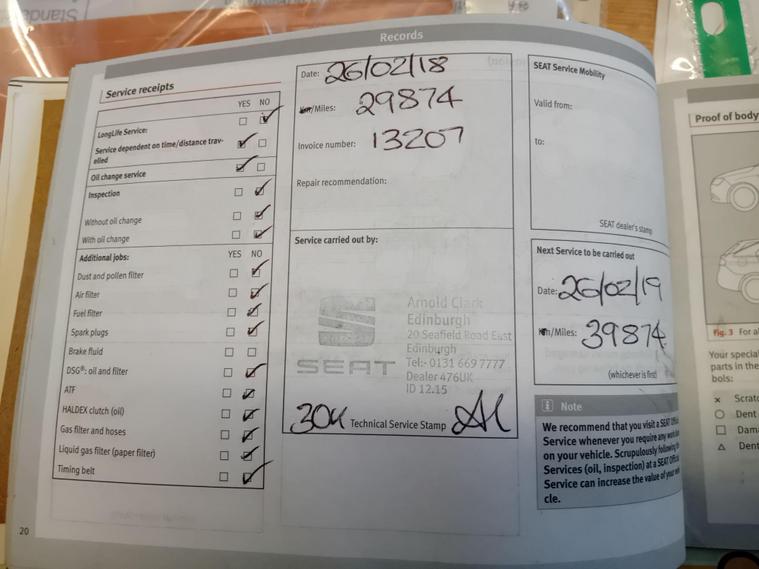 Records
Service receipts
YES NO
LongLife Service:
Service dependent on time/distance trav-
elled
Oil change service
Inspection
Without oil change
With oil change
Additional jobs: YES NO
Dust and pollen filter
Air filter
Fuel filter
Spark plugs
Brake fluid
DSG®: oil and filter
ATF
HALDEX clutch (oil)
Gas filter and hoses
Liquid gas filter (paper filter)
Timing belt
20
Date: 26/02/18
Km/Miles: 29874
Invoice number: 13207
Repair recommendation:
Service carried out by:
SEAT
Arnold Clark
Edinburgh
20 Seafield Road East
Edinburgh
Tel:- 0131 669 7777
Dealer 476UK
ID 12.15
30K Technical Service Stamp
SEAT Service Mobility
Valid from:
to:
SEAT dealer's stamp
Next Service to be carried out
Date: 26/02/19
Km/Miles: 39874
(whichever is first)
Note
We recommend that you visit a SEAT
Service whenever you require any
on your vehicle. Scrupulously following
Services (oil, inspection) at a SEAT
Service can increase the value of your
cle.
Proof of body
Fig. 3 For
Your special
parts in the
bols:
× Scrat
○ Dent
□ Dam
△ Dent